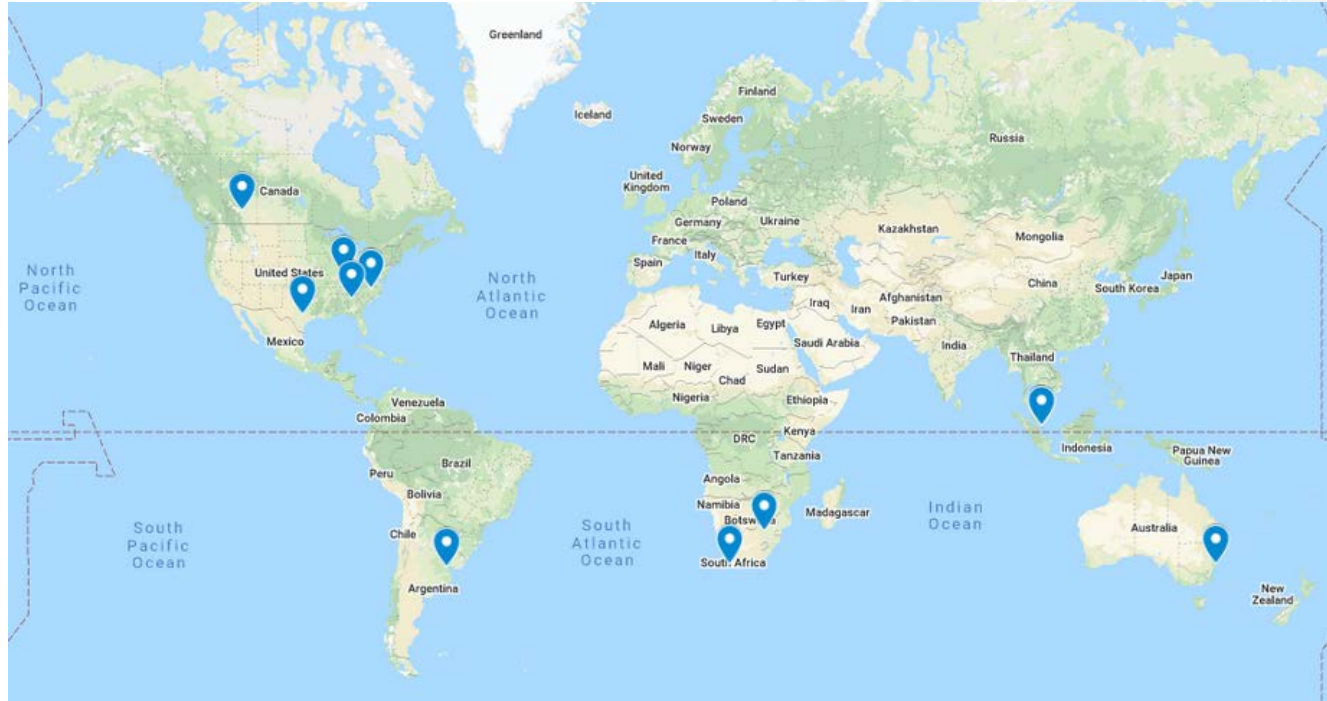 Greenland
Iceland
Finland
Sweden
Norway
Russia
Canada
United
Kingdom
Poland
Germany
Ukraine
Kazakhstan
France
Mongolia
Italy
Spain
North
Pacific
Ocean
United States
North
Atlantic
Ocean
Turkey
Japan
China
South Korea
Iraq
Iran
Afghanistan
Pakistan
Algeria
Libya
Egypt
Mexico
Saudi Arabia
India
Thailand
Mali
Niger
Chad
Sudan
Nigeria
Ethiopia
Venezuela
Colombia
Kenya
DRC
Indonesia
Papua New
Guinea
Tanzania
Brazil
Peru
Angola
Bolivia
Namibia
Madagascar
Indian
Ocean
South
Pacific
Ocean
Chile
South
Atlantic
Ocean
Australia
South Africa
Argentina
New
Zealand